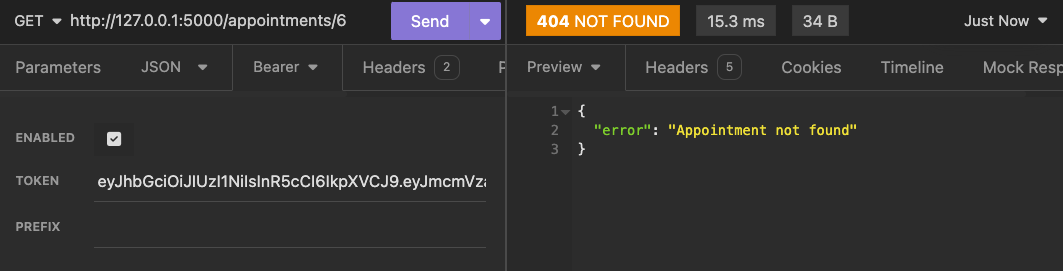 GET http://127.0.0.1:5000/appointments/6 Send
404 NOT FOUND 15.3 ms 34 B Just Now
Parameters JSON Bearer Headers 2
Preview Headers 5 Cookies Timeline Mock Resp
ENABLED
TOKEN eyJhbGciOiJIUzI1NiIsInR5cCI6IkpXVCJ9.eyJmcmVza
PREFIX
1 {
2 "error": "Appointment not found"
3 }